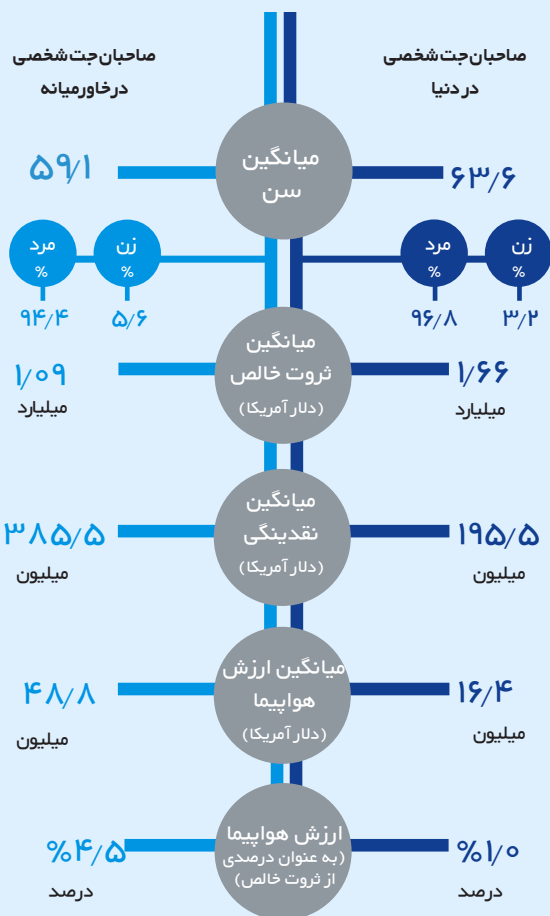 صاحبان جت شخصی
در دنیا
صاحبان جت شخصی
در خاورمیانه
میانگین
سن
۶۳/۶
۵۹/۱
زن
%
۳/۲
مرد
%
۹۶/۸
زن
%
۵/۶
مرد
%
۹۴/۴
میانگین
ثروت خالص
(دلار آمریکا)
۱/۶۶
میلیارد
۱/۰۹
میلیارد
میانگین
نقدینگی
(دلار آمریکا)
۱۹۵/۵
میلیون
۳۸۵/۵
میلیون
میانگین ارزش
هواپیما
(دلار آمریکا)
۱۶/۴
میلیون
۴۸/۸
میلیون
ارزش هواپیما
(به عنوان درصدی
از ثروت خالص)
%۱/۰
درصد
%۴/۵
درصد